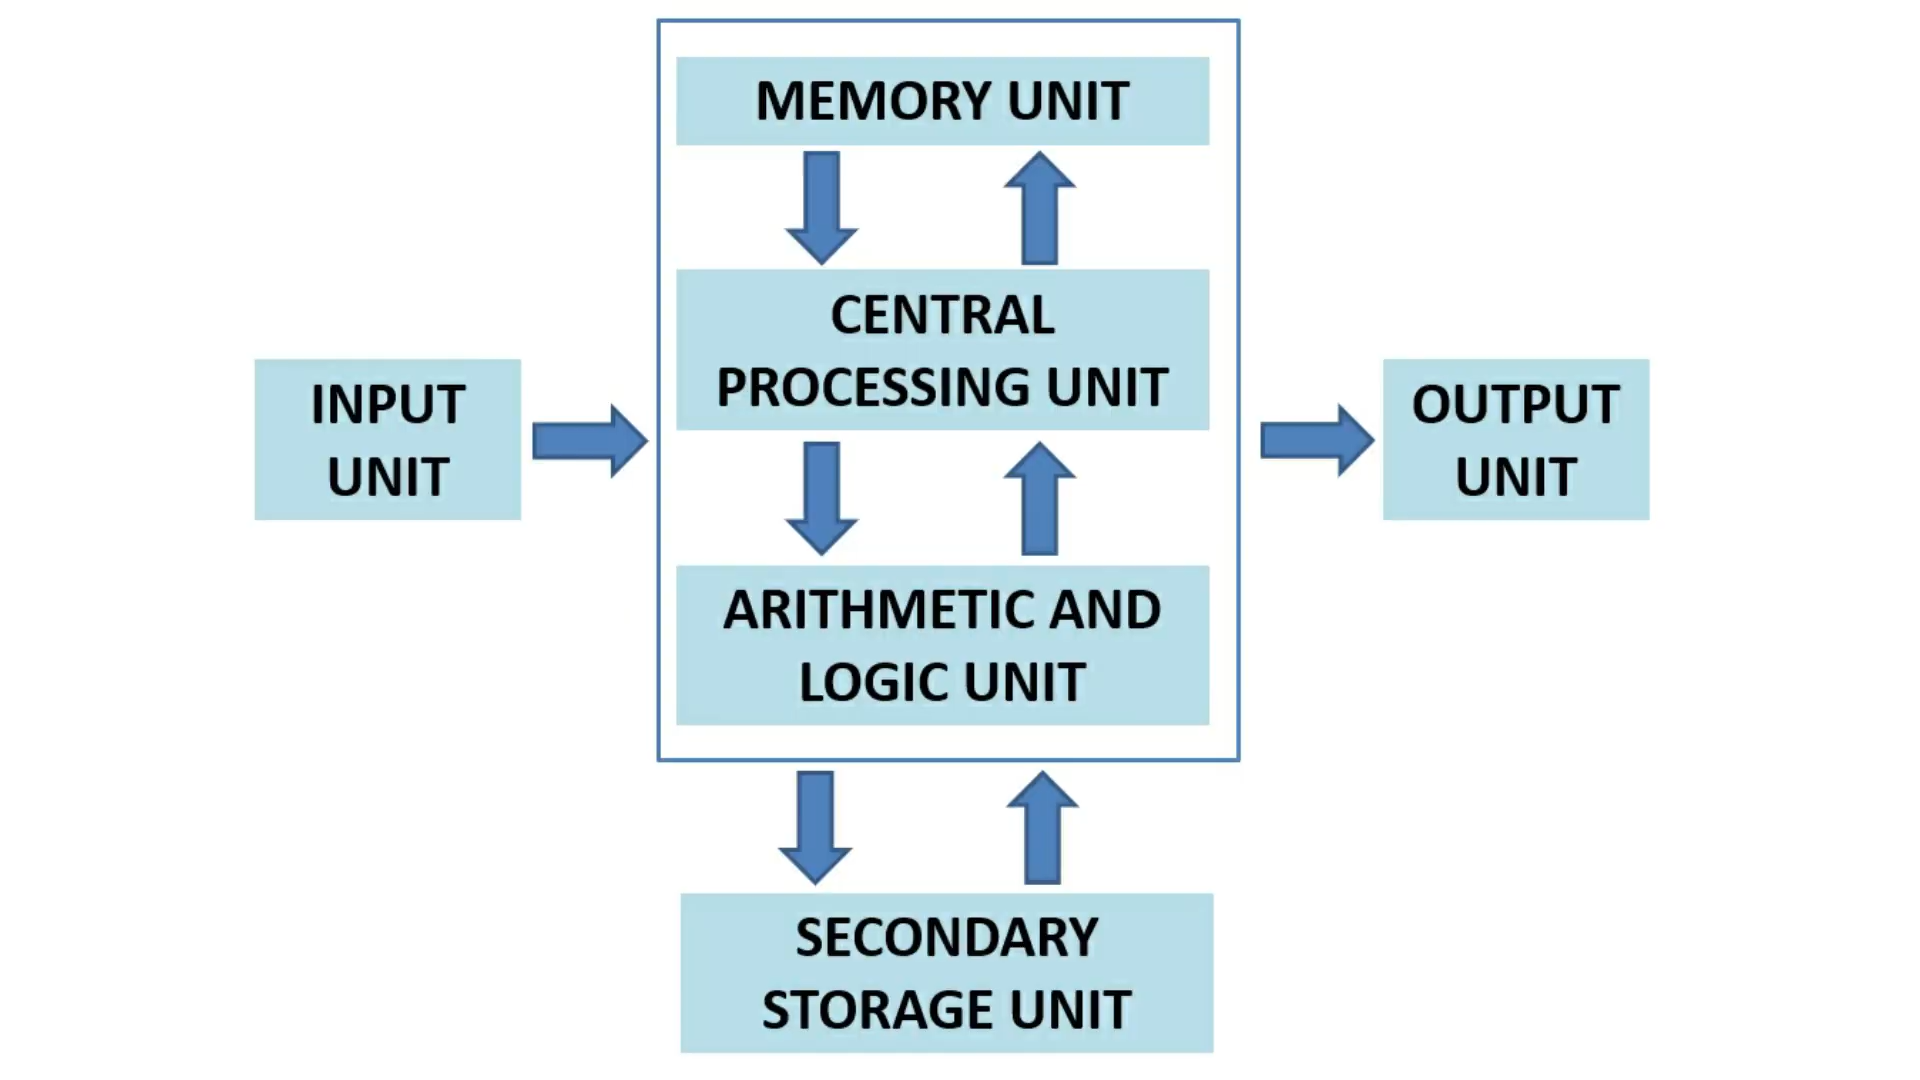 MEMORY UNIT
CENTRAL
PROCESSING UNIT
INPUT
UNIT
OUTPUT
UNIT
ARITHMETIC AND
LOGIC UNIT
SECONDARY
STORAGE UNIT